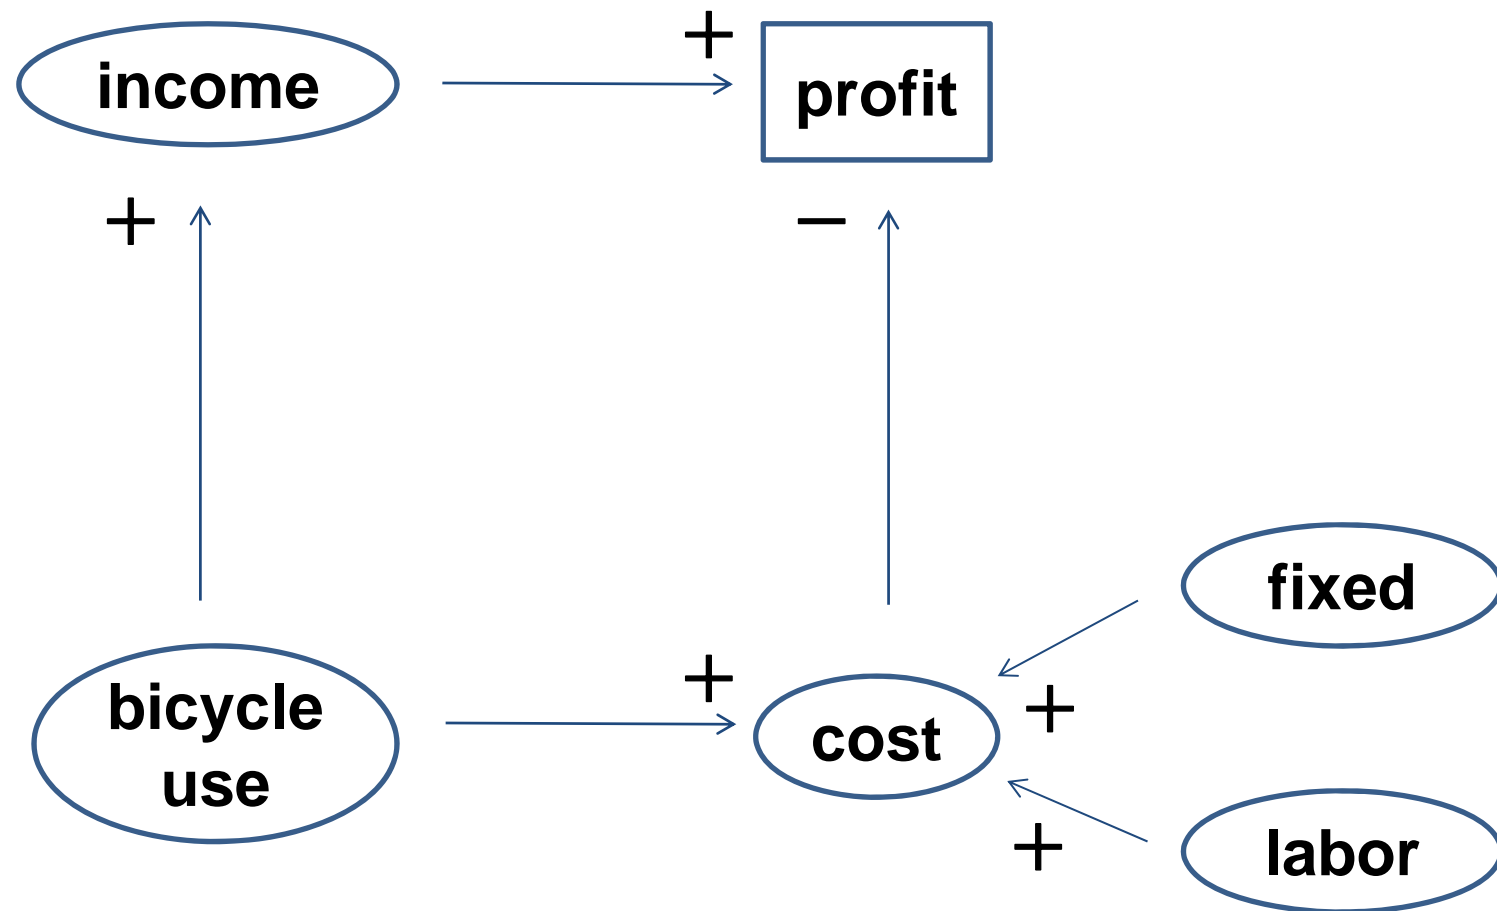 income
+
profit
+
−
bicycle
use
+
cost
fixed
+
labor
+